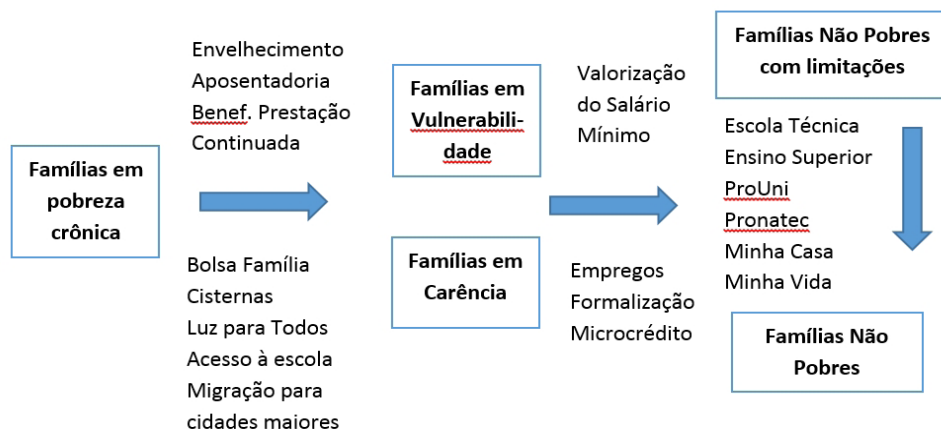 Famílias em
pobreza
crônica
Envelhecimento
Aposentadoria
Benef. Prestação
Continuada
Bolsa Família
Cisternas
Luz para Todos
Acesso à escola
Migração para
cidades maiores
Famílias em
Vulnerabili-
dade
Famílias em
Carência
Valorização
do Salário
Mínimo
Empregos
Formalização
Microcrédito
Famílias Não Pobres
com limitações
Escola Técnica
Ensino Superior
ProUni
Pronatec
Minha Casa
Minha Vida
Famílias Não
Pobres